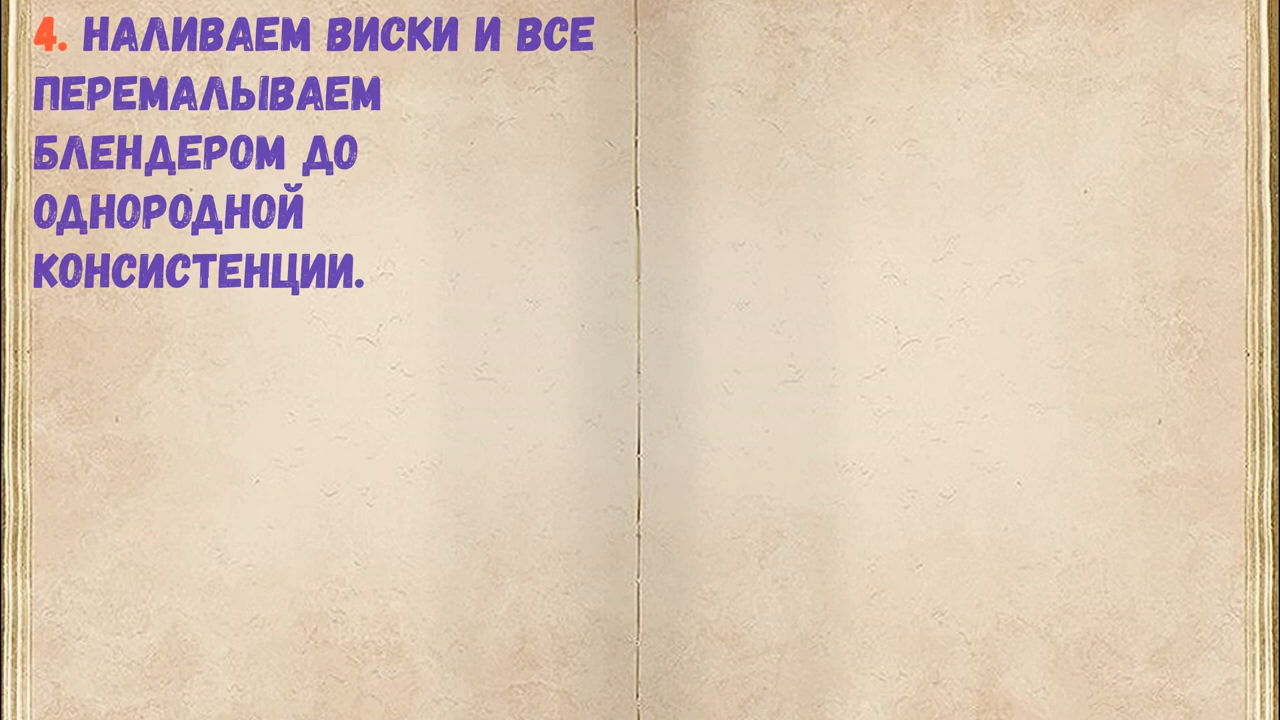 4. НАЛИВАЕМ ВИСКИ И ВСЕ
ПЕРЕМАЛЫВАЕМ
БЛЕНДЕРОМ ДО
ОДНОРОДНОЙ
КОНСИСТЕНЦИИ.